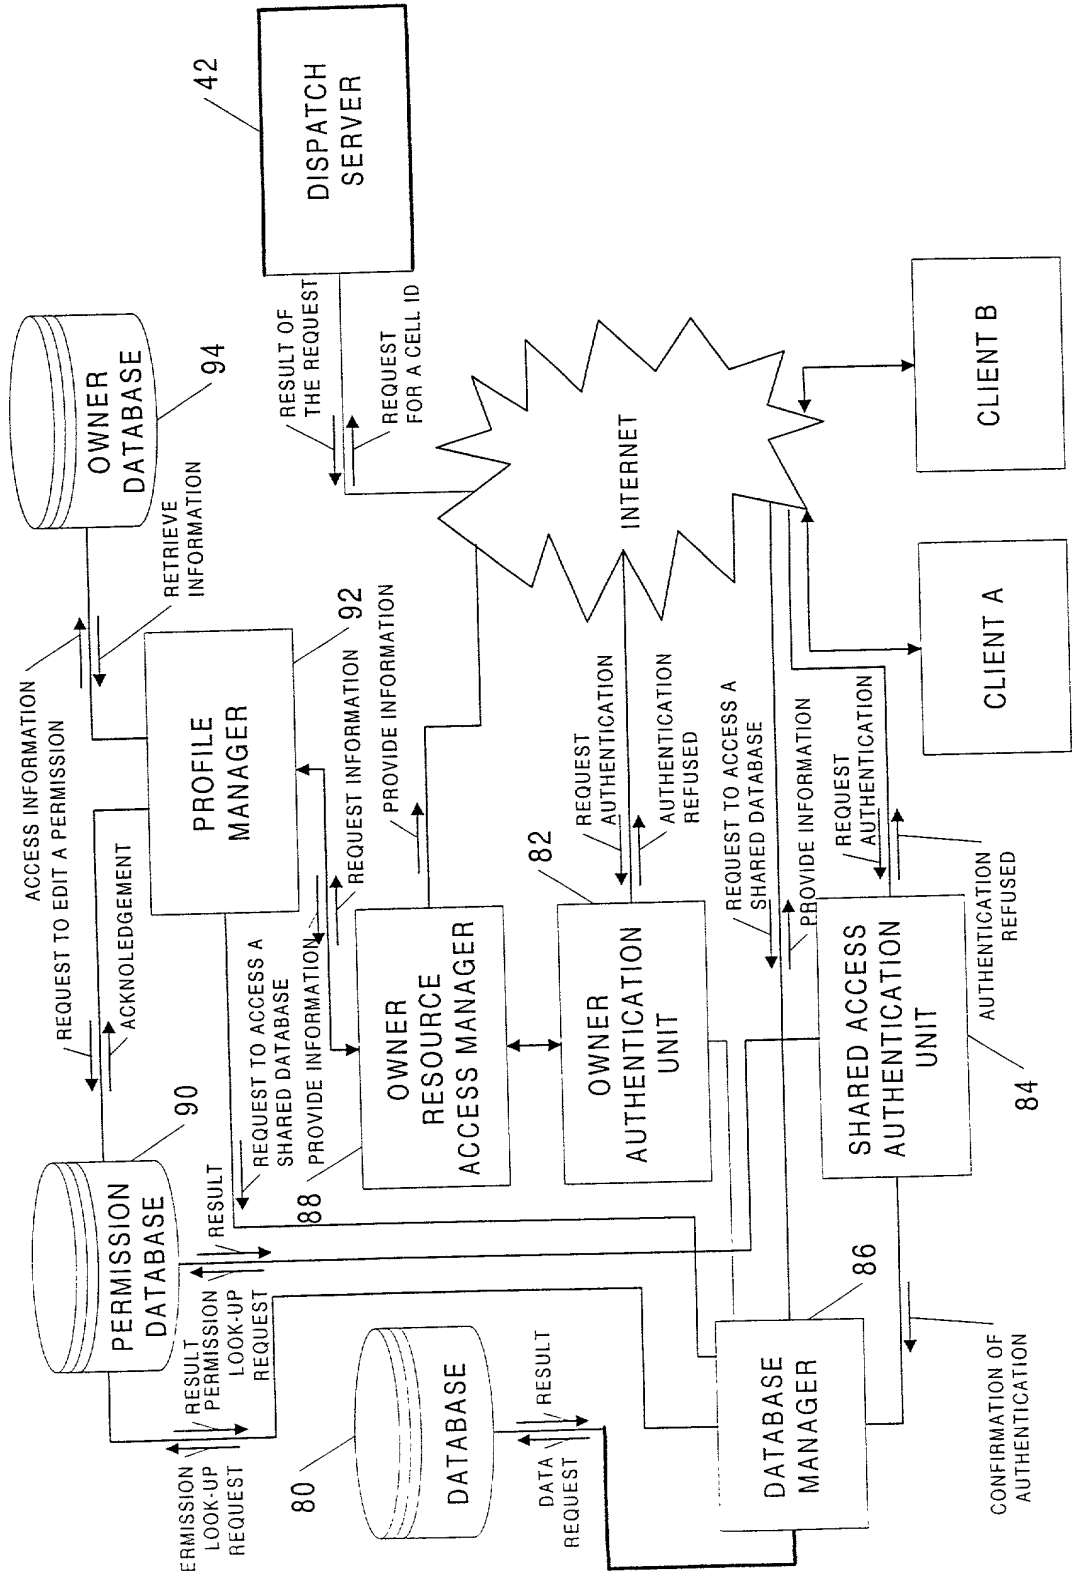 42
DISPATCH
SERVER
OWNER
DATABASE
94
RESULT OF
THE REQUEST
REQUEST
FOR A CELL ID
INTERNET
CLIENT B
CLIENT A
RETRIEVE
INFORMATION
ACCESS INFORMATION
REQUEST TO EDIT A PERMISSION
ACKNOLEDGEMENT
PROFILE
MANAGER
92
REQUEST INFORMATION
PROVIDE INFORMATION
REQUEST
AUTHENTICATION
AUTHENTICATION
REFUSED
REQUEST TO ACCESS A
SHARED DATABASE
PROVIDE INFORMATION
REQUEST
AUTHENTICATION
AUTHENTICATION
REFUSED
REQUEST TO ACCESS A
SHARED DATABASE
PROVIDE INFORMATION
88
OWNER
RESOURCE
ACCESS MANAGER
82
OWNER
AUTHENTICATION
UNIT
SHARED ACCESS
AUTHENTICATION
UNIT
84
90
PERMISSION
DATABASE
RESULT
PERMISSION
LOOK-UP
REQUEST
RESULT
ERMISSION
LOOK-UP
REQUEST
80
DATABASE
RESULT
DATA
REQUEST
86
DATABASE
MANAGER
CONFIRMATION OF
AUTHENTICATION